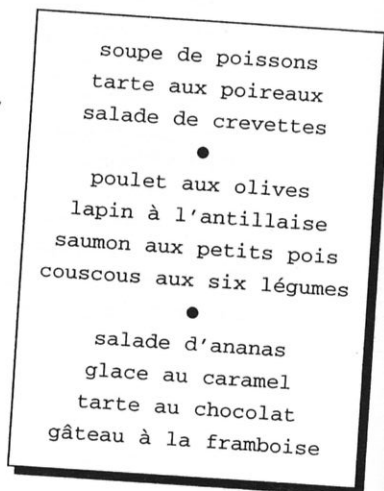 soupe de poissons
tarte aux poireaux
salade de crevettes
●
poulet aux olives
lapin à l'antillaise
saumon aux petits pois
couscous aux six légumes
●
salade d'ananas
glace au caramel
tarte au chocolat
gâteau à la framboise